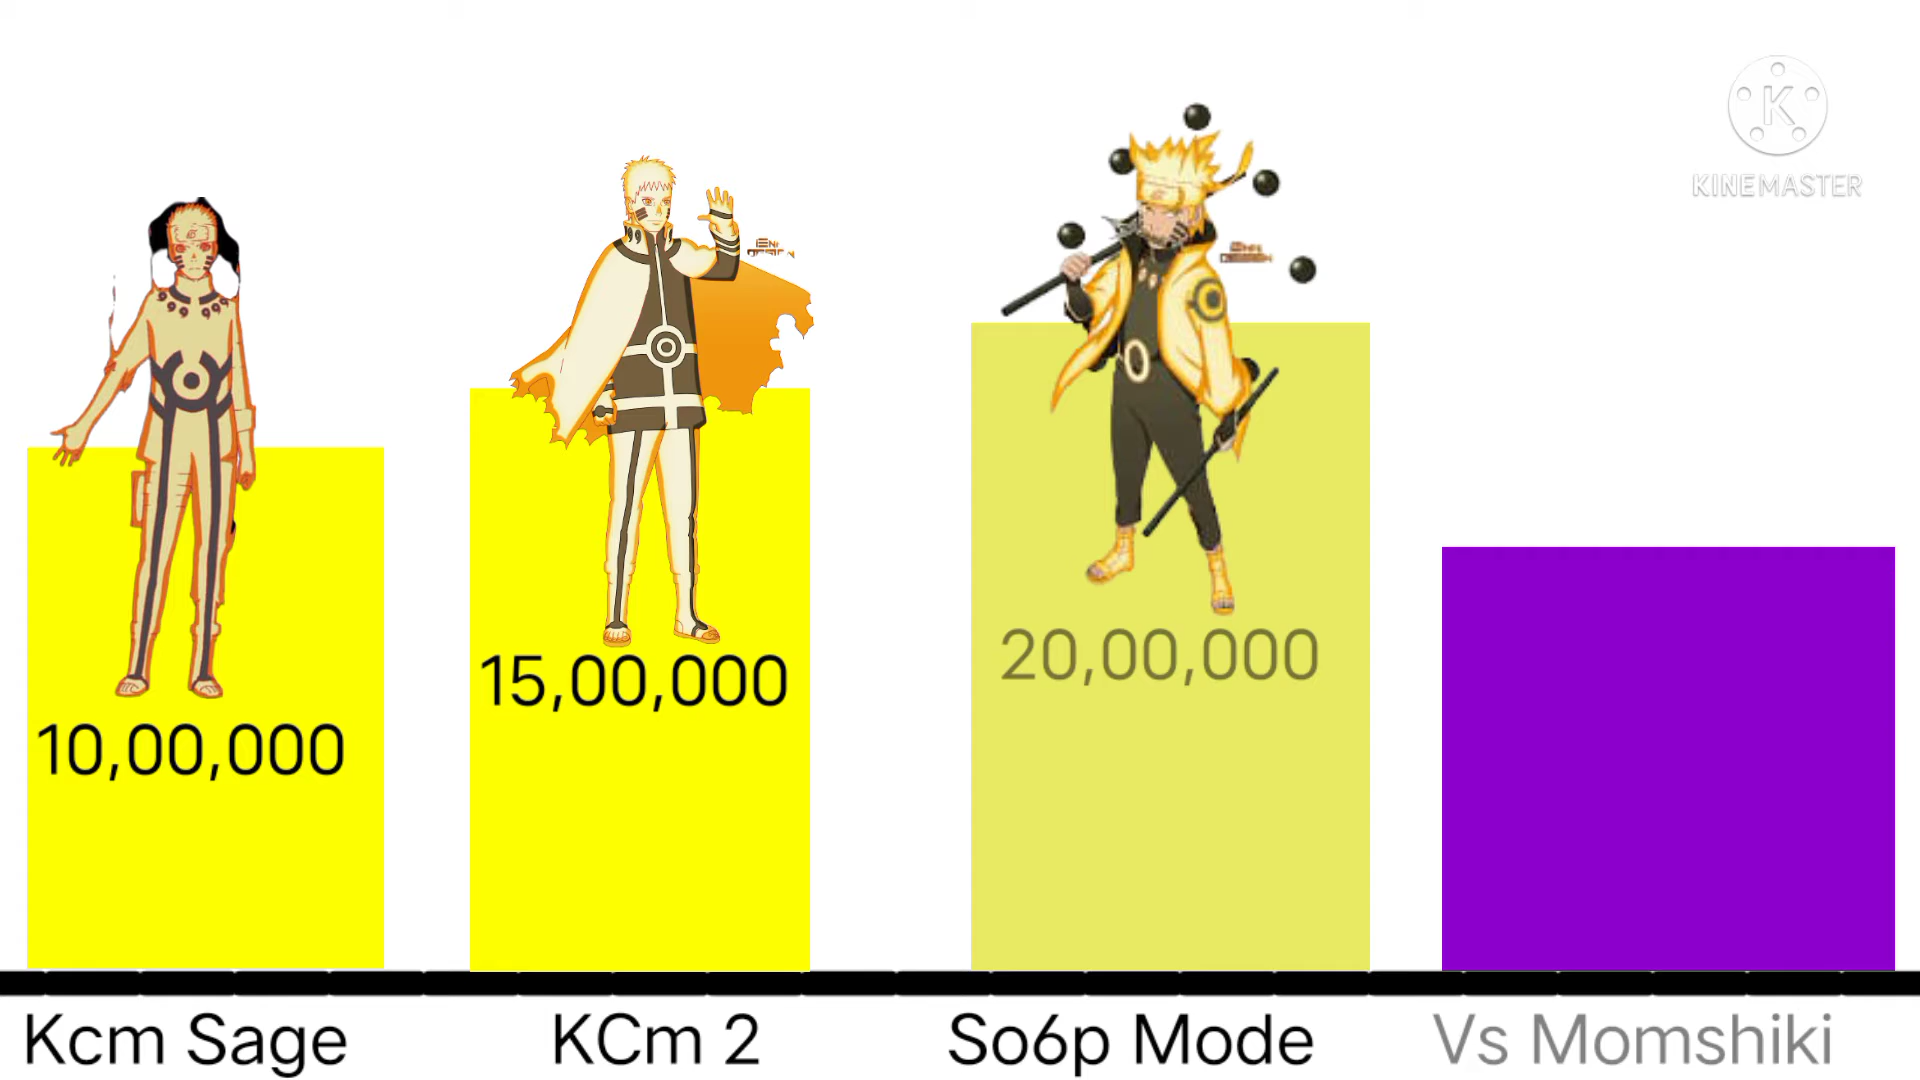 KINEMASTER
10,00,000
15,00,000
20,00,000
Kcm Sage
KCm 2
So6p Mode
Vs Momshiki